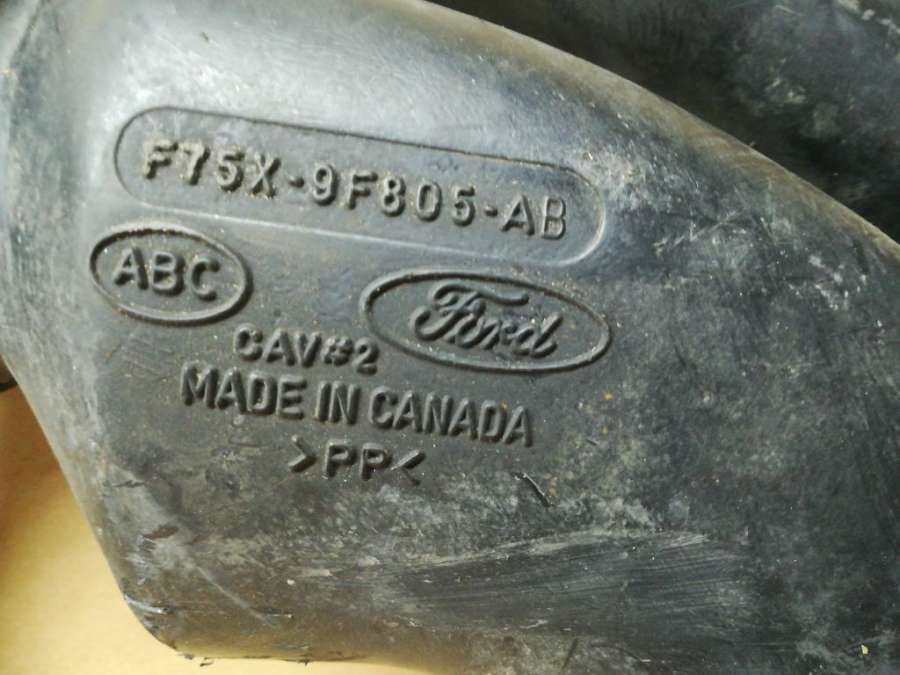 F75X-9F805-AB
ABC
Ford
CAV#2
MADE IN CANADA
>PP<